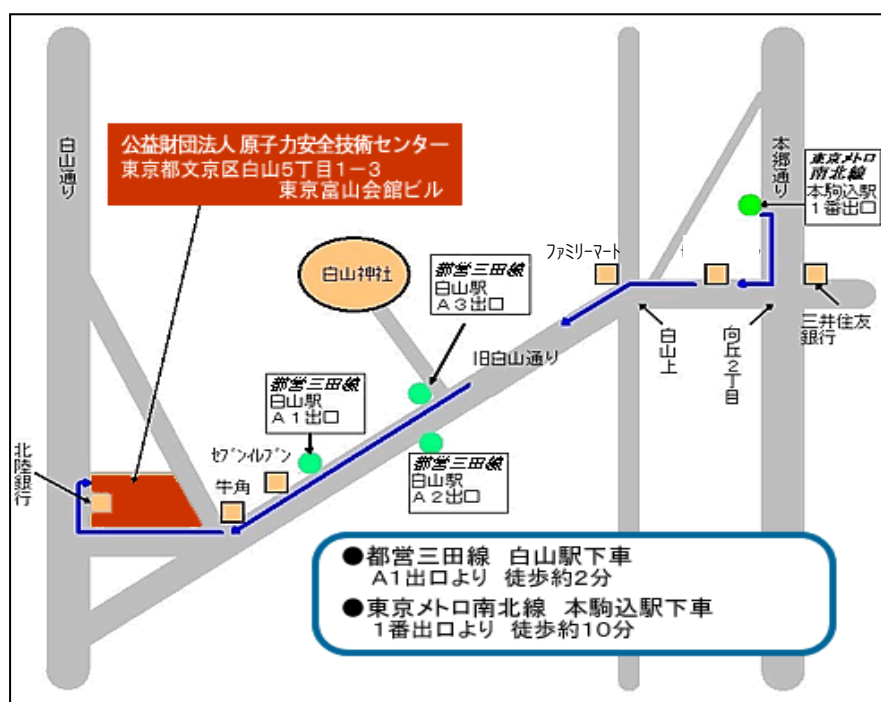 公益財団法人 原子力安全技術センター
東京都文京区白山5丁目1−3
東京富山会館ビル
白山通り
本郷通り
東京メトロ
南北線
本駒込駅
1番出口
ファミリーマート
白山神社
都営三田線
白山駅
A3出口
三井住友
銀行
白山上
向丘2丁目
旧白山通り
都営三田線
白山駅
A1出口
都営三田線
白山駅
A2出口
セブンイレブン
牛角
北陸銀行
●都営三田線 白山駅下車
A1出口より 徒歩約2分
●東京メトロ南北線 本駒込駅下車
1番出口より 徒歩約10分